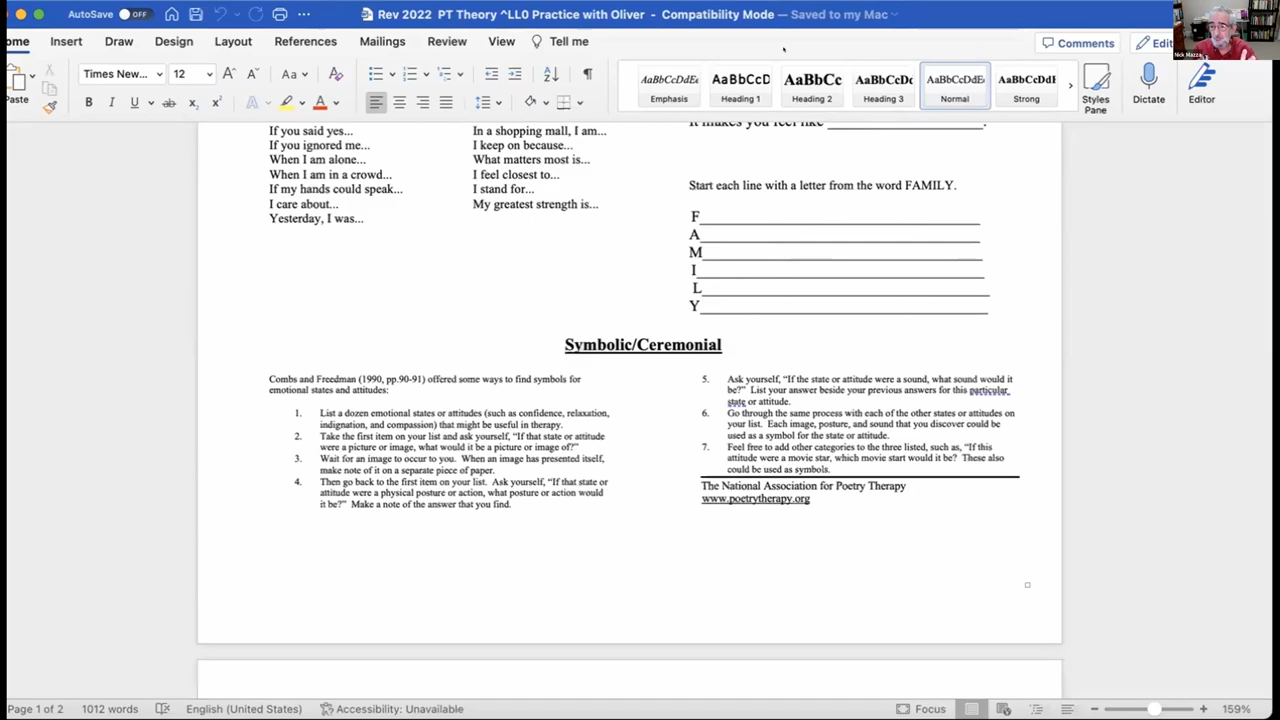 AutoSave OFF
Rev 2022 PT Theory ^LL0 Practice with Oliver - Compatibility Mode — Saved to my Mac
ome Insert Draw Design Layout References Mailings Review View Tell me Comments Edit
Paste Times New... 12 Aa
AaBbCcDdEe AaBbCcD AaBbCc AaBbCcDc AaBbCcDdEe AaBbCcDdE
Emphasis Heading 1 Heading 2 Heading 3 Normal Strong Styles Pane Dictate Editor
Nick Mazza
It makes you feel like ______________________.
If you said yes...
If you ignored me...
When I am alone...
When I am in a crowd...
If my hands could speak...
I care about...
Yesterday, I was...
In a shopping mall, I am...
I keep on because...
What matters most is...
I feel closest to...
I stand for...
My greatest strength is...
Start each line with a letter from the word FAMILY.
F
A
M
I
L
Y
Symbolic/Ceremonial
Combs and Freedman (1990, pp.90-91) offered some ways to find symbols for
emotional states and attitudes:
1. List a dozen emotional states or attitudes (such as confidence, relaxation,
indignation, and compassion) that might be useful in therapy.
2. Take the first item on your list and ask yourself, “If that state or attitude
were a picture or image, what would it be a picture or image of?”
3. Wait for an image to occur to you. When an image has presented itself,
make note of it on a separate piece of paper.
4. Then go back to the first item on your list. Ask yourself, “If that state or
attitude were a physical posture or action, what posture or action would
it be?” Make a note of the answer that you find.
5. Ask yourself, “If the state or attitude were a sound, what sound would it
be?” List your answer beside your previous answers for this particular
state or attitude.
6. Go through the same process with each of the other states or attitudes on
your list. Each image, posture, and sound that you discover could be
used as a symbol for the state or attitude.
7. Feel free to add other categories to the three listed, such as, “If this
attitude were a movie star, which movie start would it be? These also
could be used as symbols.
The National Association for Poetry Therapy
www.poetrytherapy.org
Page 1 of 2 1012 words English (United States) Accessibility: Unavailable Focus 159%